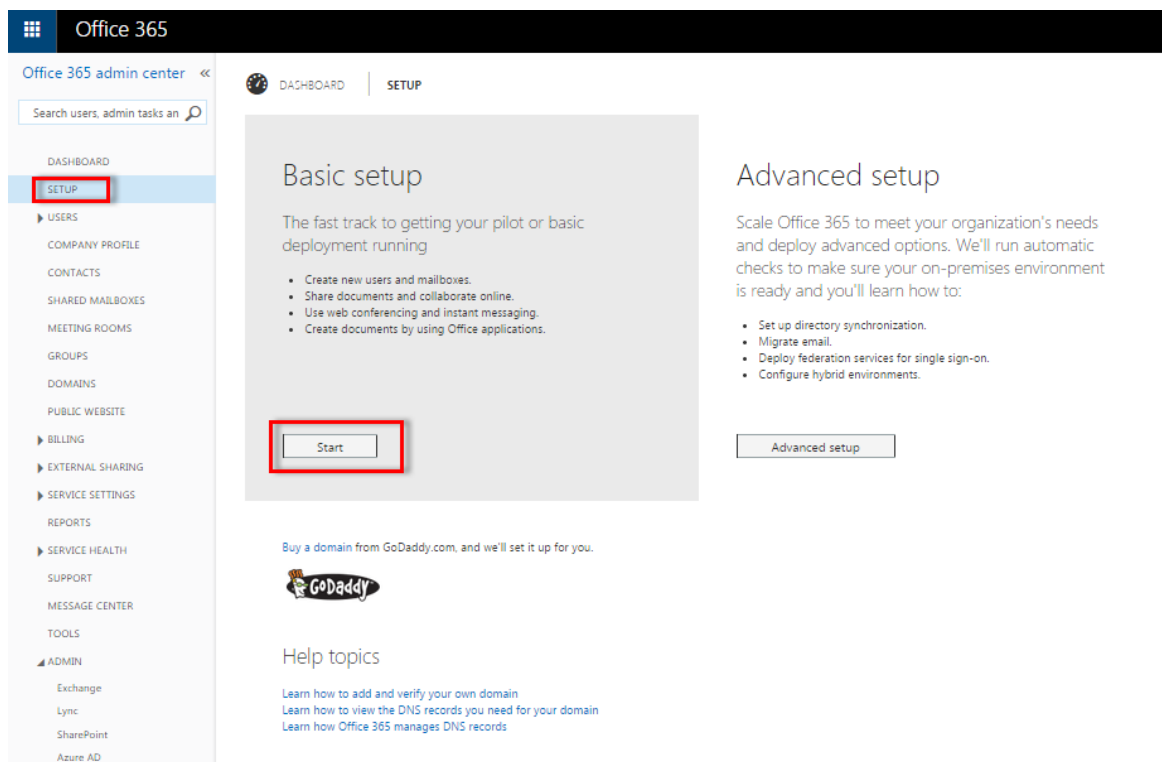 Office 365
Office 365 admin center «
Search users, admin tasks an
DASHBOARD
SETUP
USERS
COMPANY PROFILE
CONTACTS
SHARED MAILBOXES
MEETING ROOMS
GROUPS
DOMAINS
PUBLIC WEBSITE
BILLING
EXTERNAL SHARING
SERVICE SETTINGS
REPORTS
SERVICE HEALTH
SUPPORT
MESSAGE CENTER
TOOLS
ADMIN
Exchange
Lync
SharePoint
Azure AD
DASHBOARD SETUP
Basic setup
The fast track to getting your pilot or basic
deployment running
• Create new users and mailboxes.
• Share documents and collaborate online.
• Use web conferencing and instant messaging.
• Create documents by using Office applications.
Start
Advanced setup
Scale Office 365 to meet your organization's needs
and deploy advanced options. We'll run automatic
checks to make sure your on-premises environment
is ready and you'll learn how to:
• Set up directory synchronization.
• Migrate email.
• Deploy federation services for single sign-on.
• Configure hybrid environments.
Advanced setup
Buy a domain from GoDaddy.com, and we'll set it up for you.
GoDaddy
Help topics
Learn how to add and verify your own domain
Learn how to view the DNS records you need for your domain
Learn how Office 365 manages DNS records